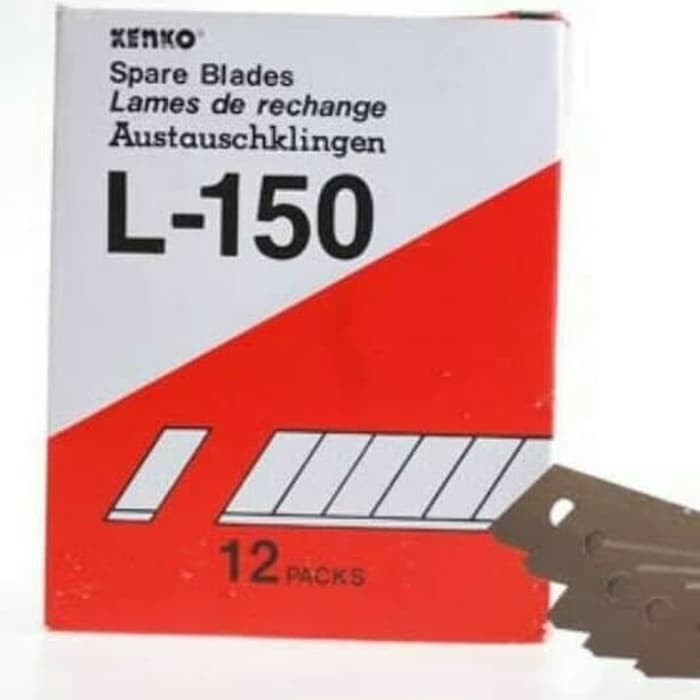 KENKO®
Spare Blades
Lames de rechange
Austauschklingen
L-150
12 PACKS